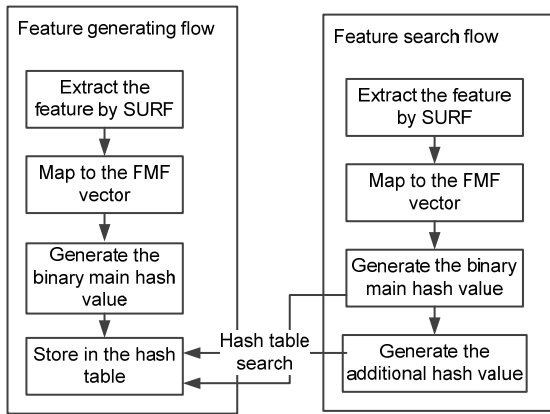 Feature generating flow
Extract the
feature by SURF
Map to the FMF
vector
Generate the
binary main hash
value
Store in the hash
table
Hash table
search
Feature search flow
Extract the feature
by SURF
Map to the FMF
vector
Generate the binary
main hash value
Generate the
additional hash value